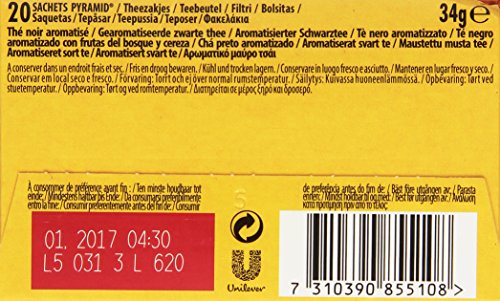 20 SACHETS PYRAMID® / Theezakjes / Teebeutel / Filtri / Bolsitas /
Saquetas / Tepåsar / Teepussia / Teposer / Φακελάκια
34g ℮
Thé noir aromatisé / Gearomatiseerde zwarte thee / Aromatisierter Schwarztee / Tè nero aromatizzato / Té negro
aromatizado con frutas del bosque y cereza / Chá preto aromatizado / Aromatiserat svart te / Maustettu musta tee /
Aromatisert sort te / Aromatiseret svart te / Αρωματικό μαύρο τσάι
A conserver dans un endroit frais et sec. / Fris en droog bewaren. / Kühl und trocken lagern. / Conservare in luogo fresco e asciutto. / Mantener en lugar fresco y seco. /
Conservar em local seco e fresco. / Förvaring: Torrt och ej över normal rumstemperatur. / Säilytys: Kuivassa huoneenlämmössä. / Oppbevaring: Tørt ved
stuetemperatur. / Opbevaring: Tørt og ved rumtemperatur. / Διατηρείται σε μέρος ξηρό και δροσερό.
À consommer de préférence avant fin : / Ten minste houdbaar tot
einde: / Mindestens haltbar bis Ende: / Da consumarsi preferibilmente
entro la fine: / Consumir preferentemente antes del fin de: / Consumir
de preferência antes do fim de: / Bäst före utgången av: / Parasta
ennen: / Best før utgangen av: / Bedst før udgangen af: / Ανάλωση
κατά προτίμηση πριν από το τέλος:
01, 2017 04:30
L5 031 3 L 620
Unilever
7 310390 855108 >